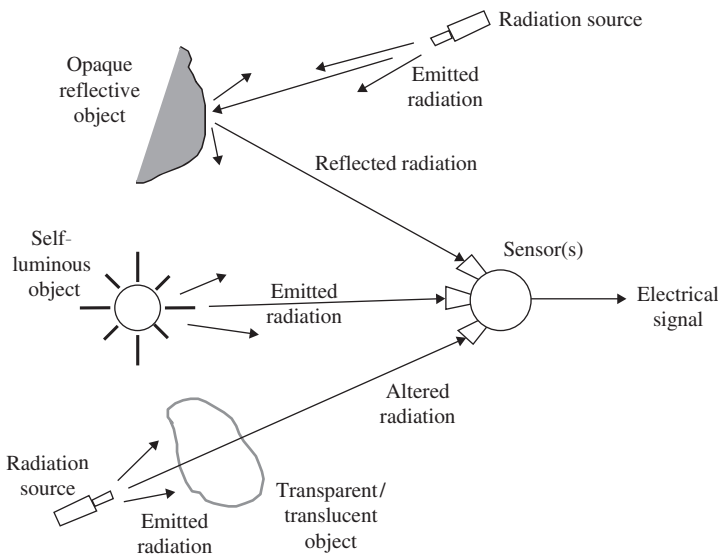 Radiation source
Opaque
reflective
object
Emitted
radiation
Reflected radiation
Self-
luminous
object
Sensor(s)
Emitted
radiation
Electrical
signal
Altered
radiation
Radiation
source
Transparent/
translucent
object
Emitted
radiation